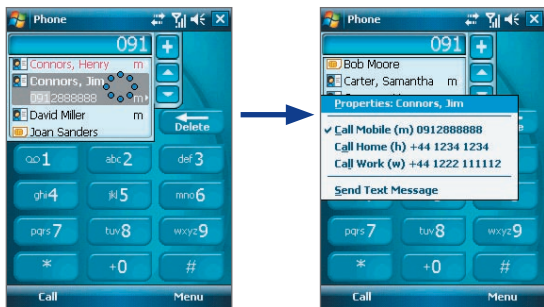 Phone
091
Connors, Henry m
Connors, Jim
0912888888 m
David Miller m
Joan Sanders
Delete
1
abc 2
def 3
ghi 4
jkl 5
mno 6
pqrs 7
tuv 8
wxyz 9
*
+0
#
Call Menu
Phone
091
Bob Moore
Carter, Samantha m
Properties: Connors, Jim
Call Mobile (m) 0912888888
Call Home (h) +44 1234 1234
Call Work (w) +44 1222 111112
Send Text Message
pqrs 7
tuv 8
wxyz 9
*
+0
#
Call Menu